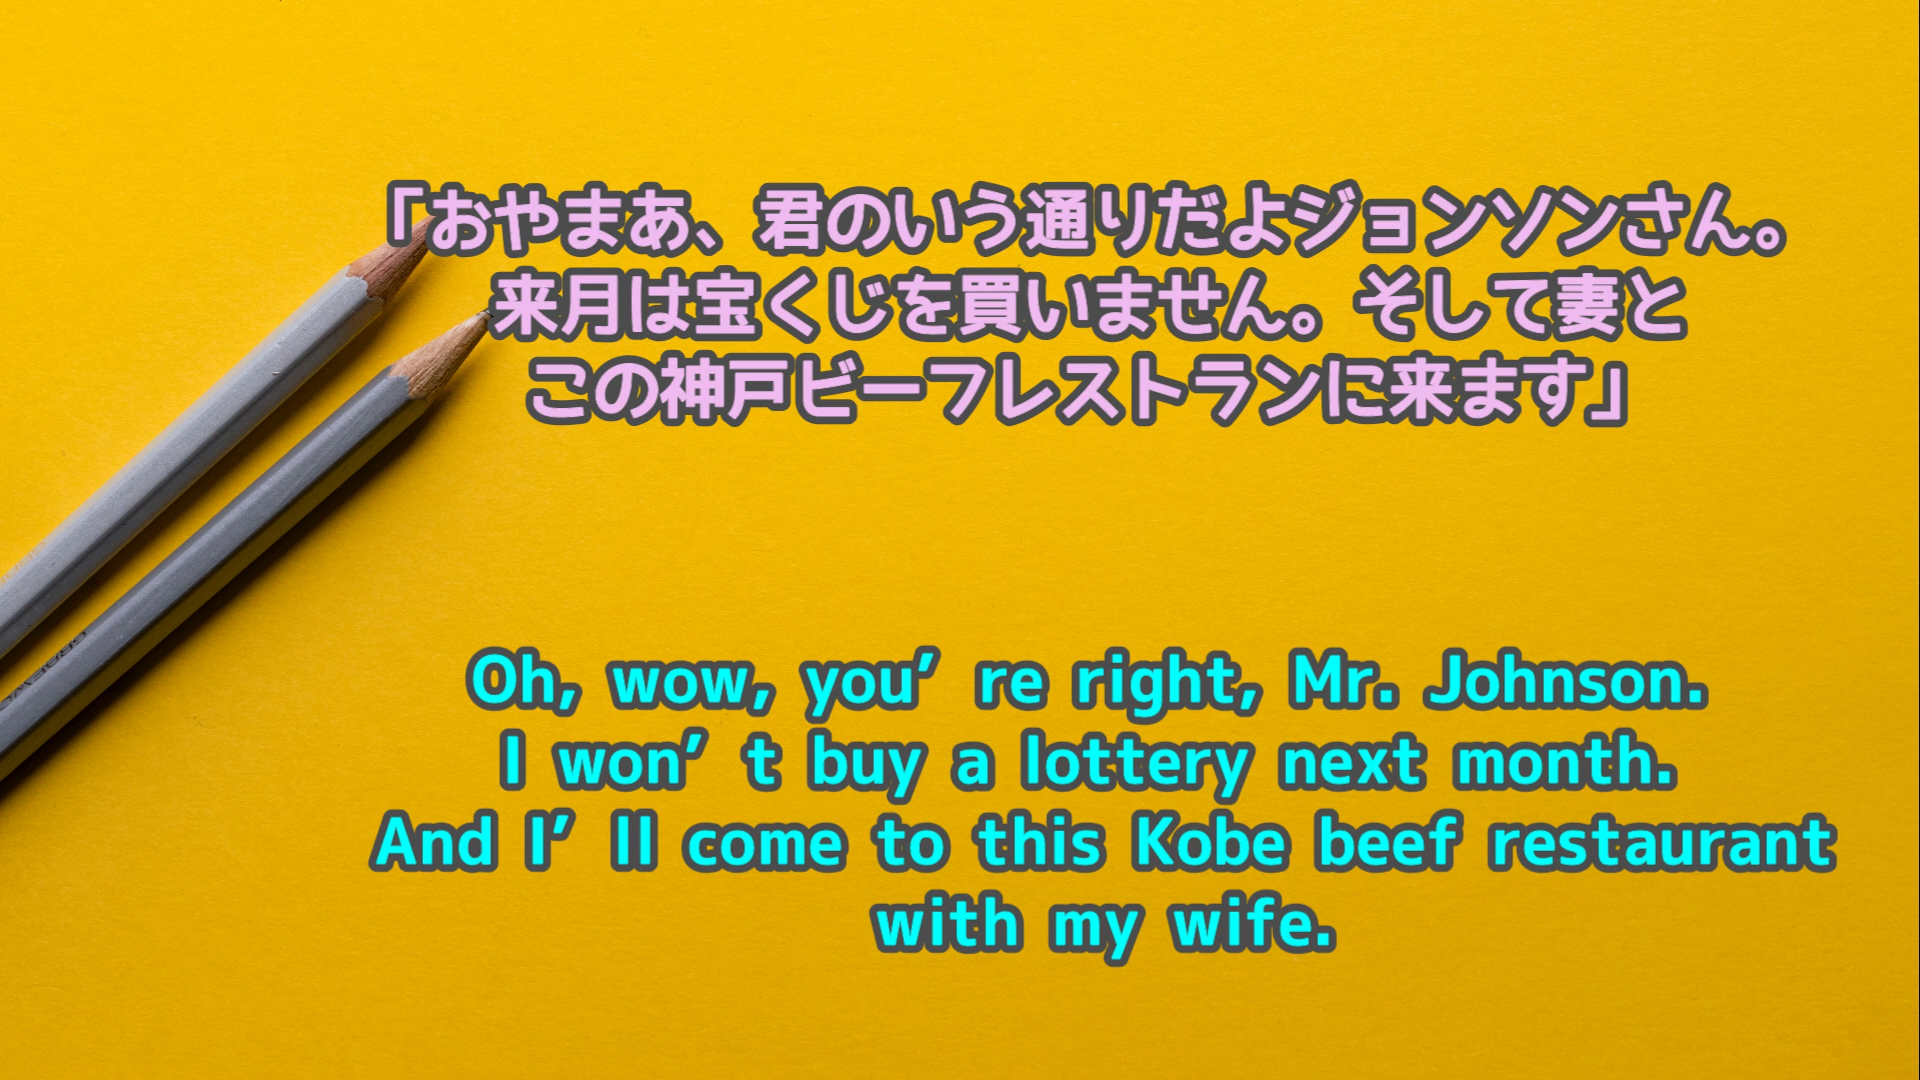 「おやまあ、君のいう通りだよジョンソンさん。
来月は宝くじを買いません。そして妻と
この神戸ビーフレストランに来ます」
Oh, wow, you’re right, Mr. Johnson.
I won’t buy a lottery next month.
And I’ll come to this Kobe beef restaurant
with my wife.